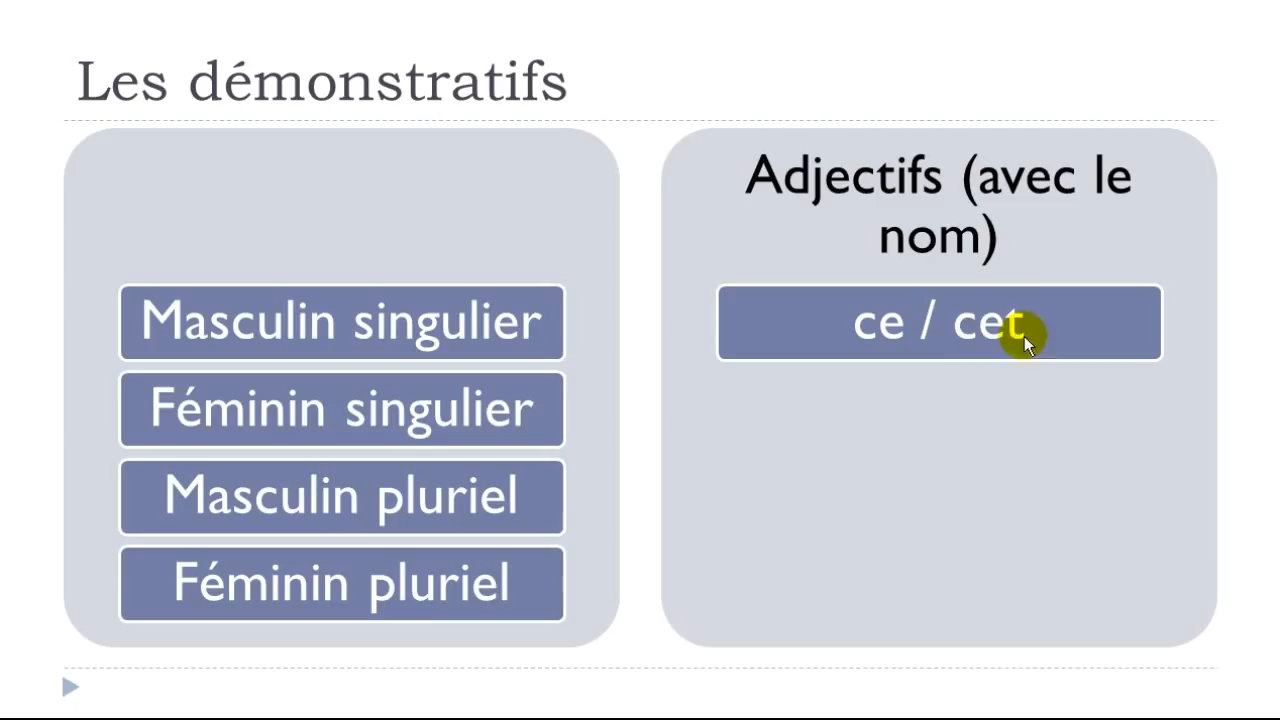 Les démonstratifs
Masculin singulier
Féminin singulier
Masculin pluriel
Féminin pluriel
Adjectifs (avec le
nom)
ce / cet